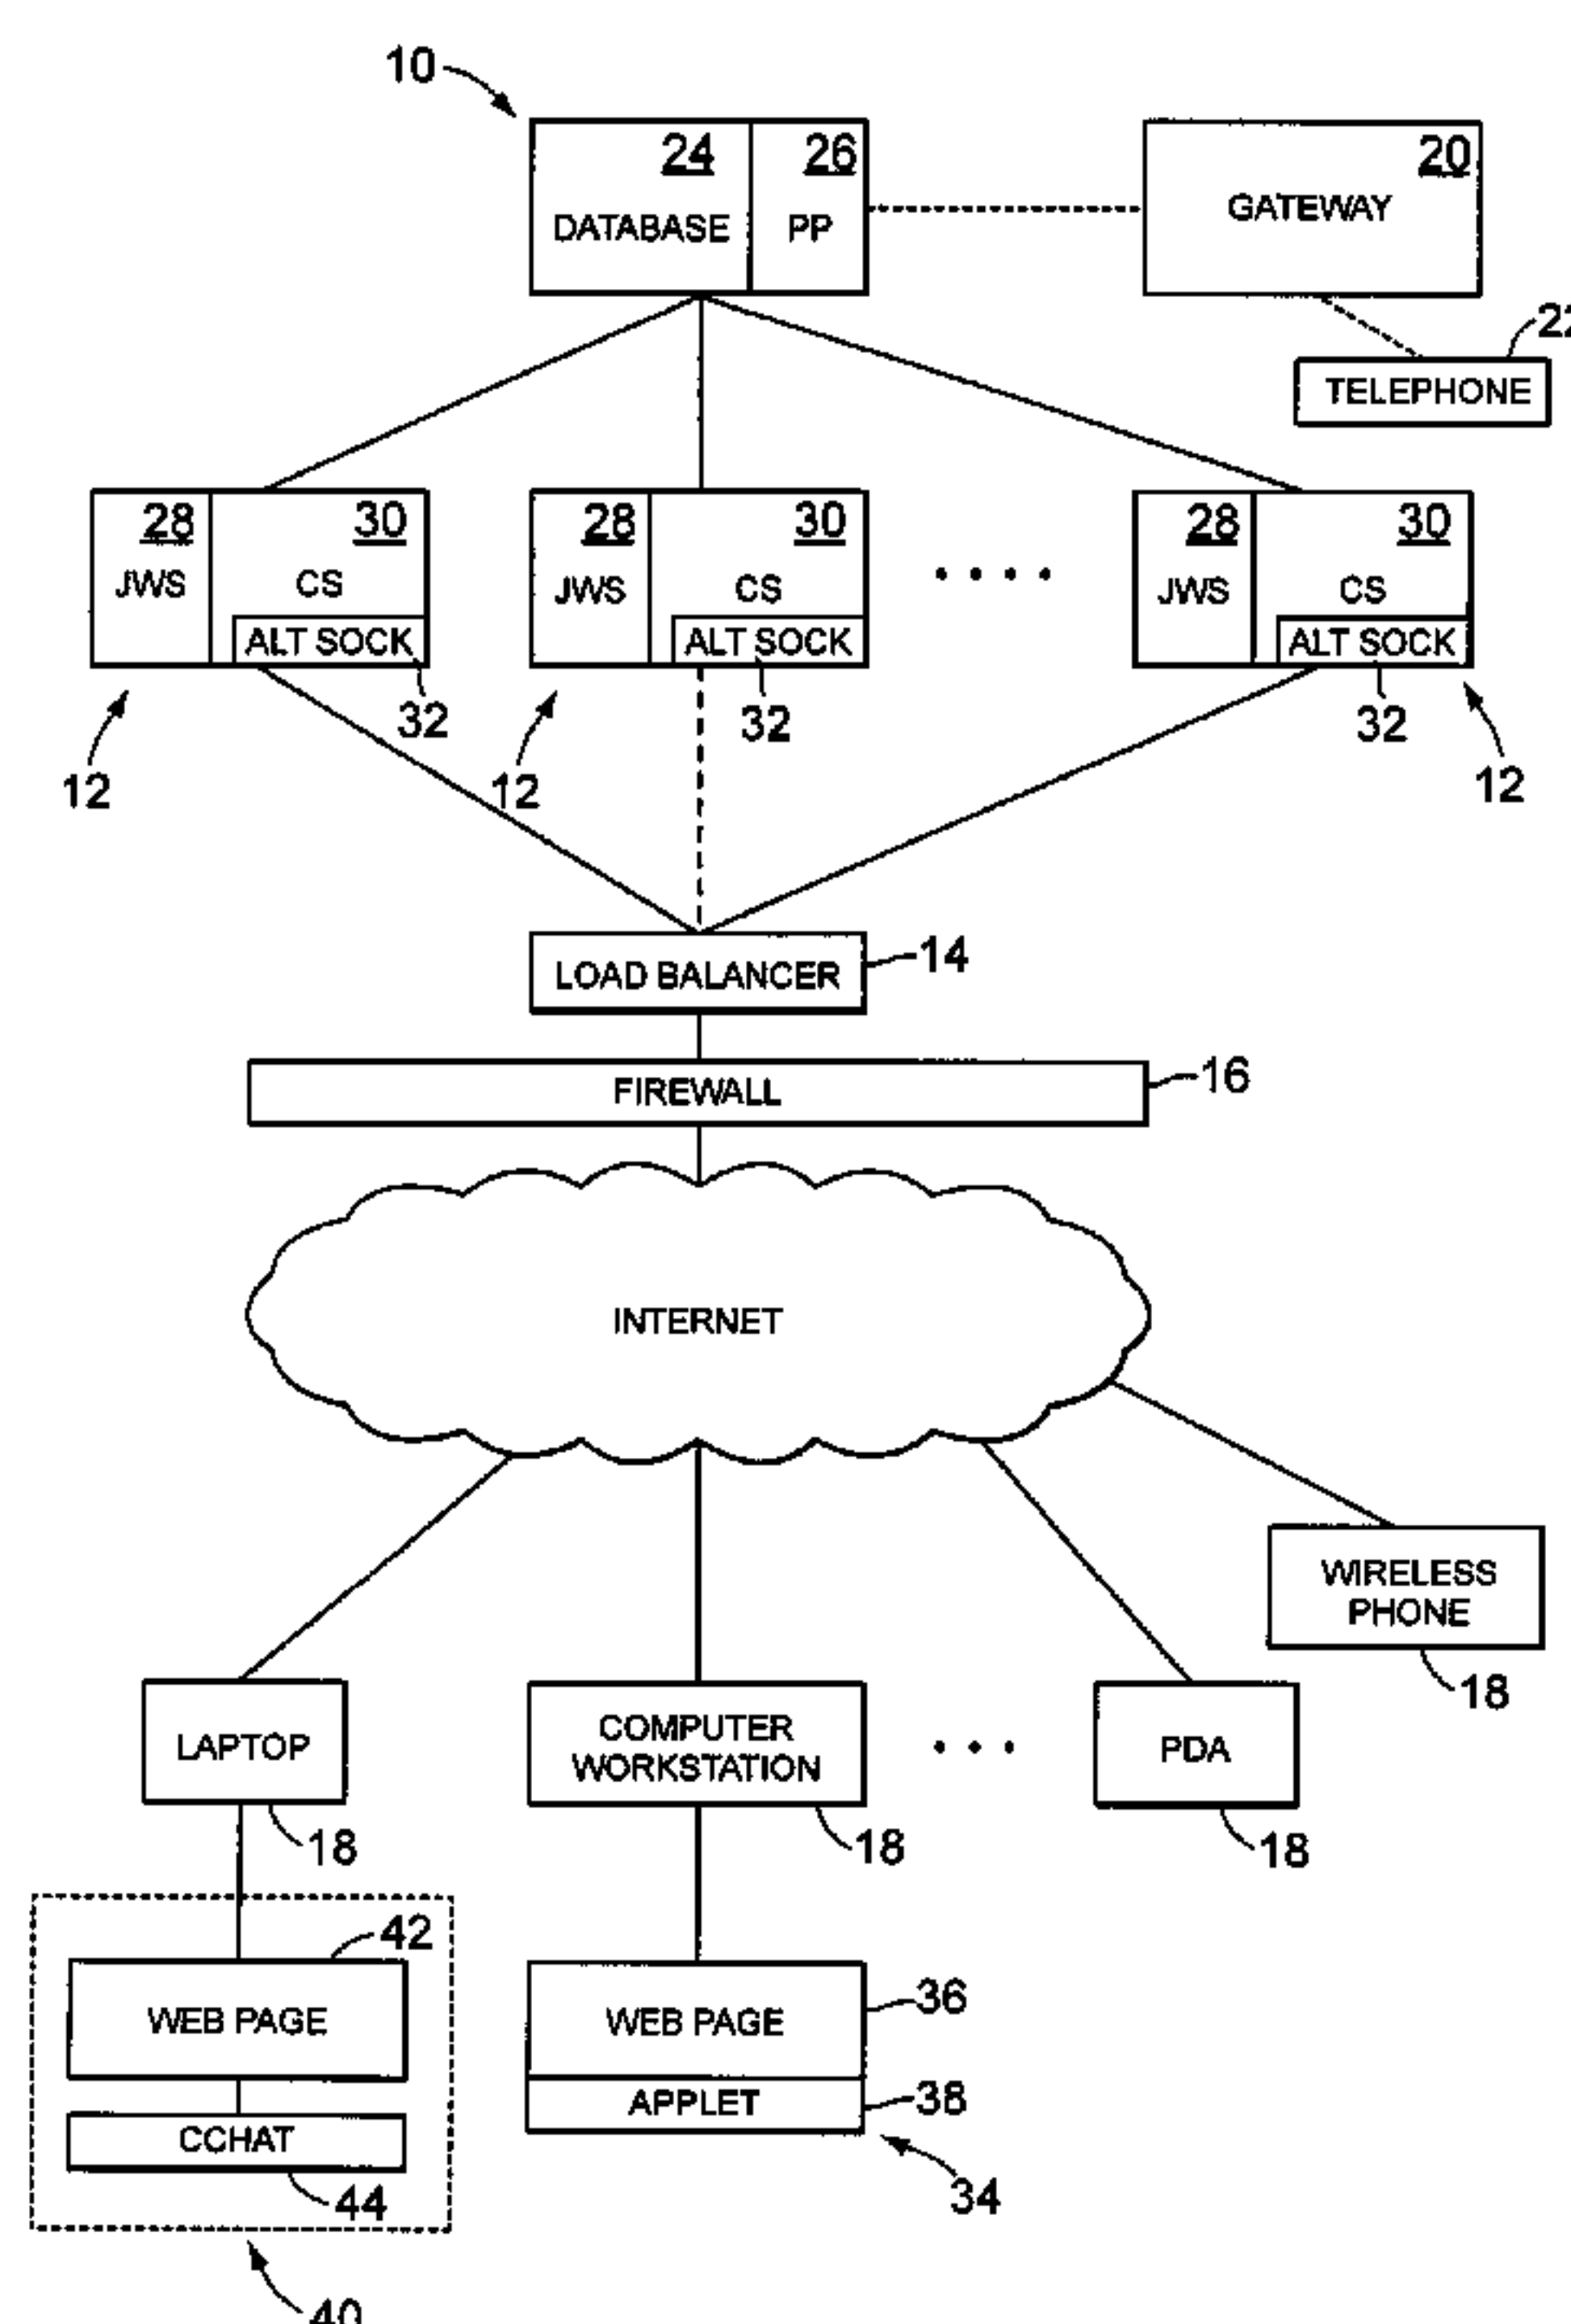 10
24
26
20
DATABASE
PP
GATEWAY
22
TELEPHONE
28
30
28
30
28
30
JWS
CS
JWS
CS
JWS
CS
ALT SOCK
ALT SOCK
ALT SOCK
32
32
32
12
12
12
LOAD BALANCER
14
FIREWALL
16
INTERNET
WIRELESS
PHONE
18
LAPTOP
COMPUTER
WORKSTATION
PDA
18
18
18
42
WEB PAGE
WEB PAGE
36
APPLET
38
CCHAT
44
34
40